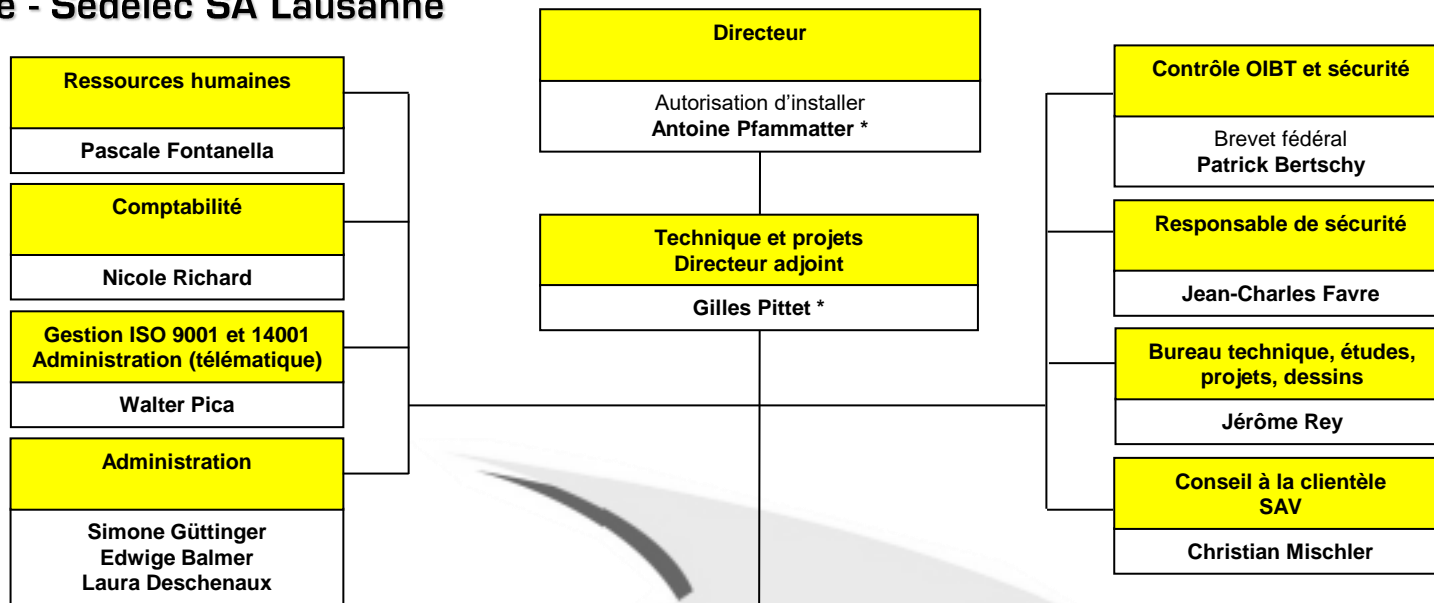 - Sedelec SA Lausanne
Directeur
Autorisation d’installer
Antoine Pfammatter *
Technique et projets
Directeur adjoint
Gilles Pittet *
Ressources humaines
Pascale Fontanella
Comptabilité
Nicole Richard
Gestion ISO 9001 et 14001
Administration (télématique)
Walter Pica
Administration
Simone Güttinger
Edwige Balmer
Laura Deschenaux
Contrôle OIBT et sécurité
Brevet fédéral
Patrick Bertschy
Responsable de sécurité
Jean-Charles Favre
Bureau technique, études,
projets, dessins
Jérôme Rey
Conseil à la clientèle
SAV
Christian Mischler